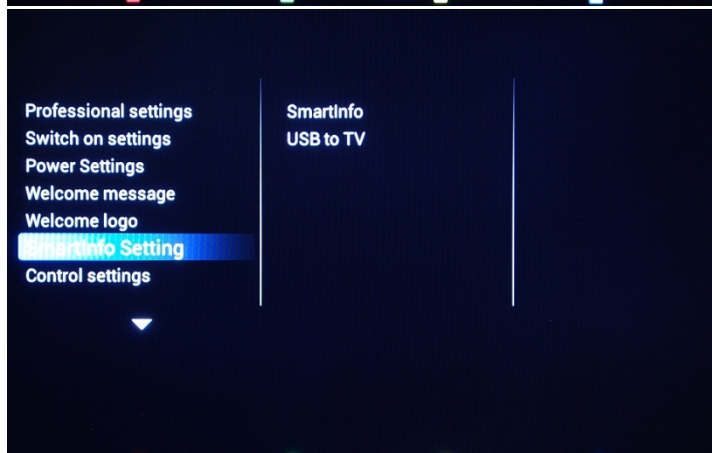 Professional settings
Switch on settings
Power Settings
Welcome message
Welcome logo
SmartInfo Setting
Control settings
SmartInfo
USB to TV